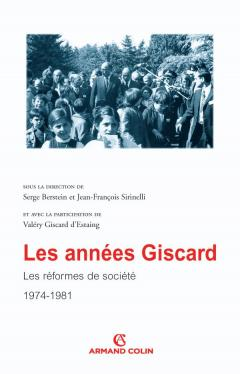 SOUS LA DIRECTION DE
Serge Berstein et Jean-François Sirinelli
ET AVEC LA PARTICIPATION DE
Valéry Giscard d'Estaing
Les années Giscard
Les réformes de société
1974-1981
ARMAND COLIN